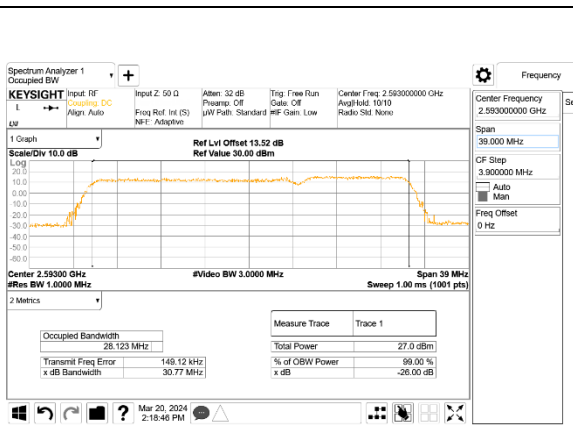 Spectrum Analyzer 1
Occupied BW
Frequency
KEYSIGHT
Input: RF
Coupling: DC
Align: Auto
Input Z: 50 Ω
Freq Ref: Int (S)
NFE: Adaptive
Atten: 32 dB
Preamp: Off
µW Path: Standard
Trig: Free Run
Gate: Off
#IF Gain: Low
Center Freq: 2.593000000 GHz
Avg|Hold: 10/10
Radio Std: None
Center Frequency
2.593000000 GHz
Span
39.000 MHz
CF Step
3.900000 MHz
Auto
Man
Freq Offset
0 Hz
1 Graph
Scale/Div 10.0 dB
Ref Lvl Offset 13.52 dB
Ref Value 30.00 dBm
Log
20.0
10.0
0.00
-10.0
-20.0
-30.0
-40.0
-50.0
-60.0
Center 2.59300 GHz
#Res BW 1.0000 MHz
#Video BW 3.0000 MHz
Span 39 MHz
Sweep 1.00 ms (1001 pts)
2 Metrics
Measure Trace Trace 1
Occupied Bandwidth
28.123 MHz
Total Power 27.0 dBm
Transmit Freq Error 149.12 kHz
% of OBW Power 99.00 %
x dB Bandwidth 30.77 MHz
x dB -26.00 dB
Mar 20, 2024
2:18:46 PM